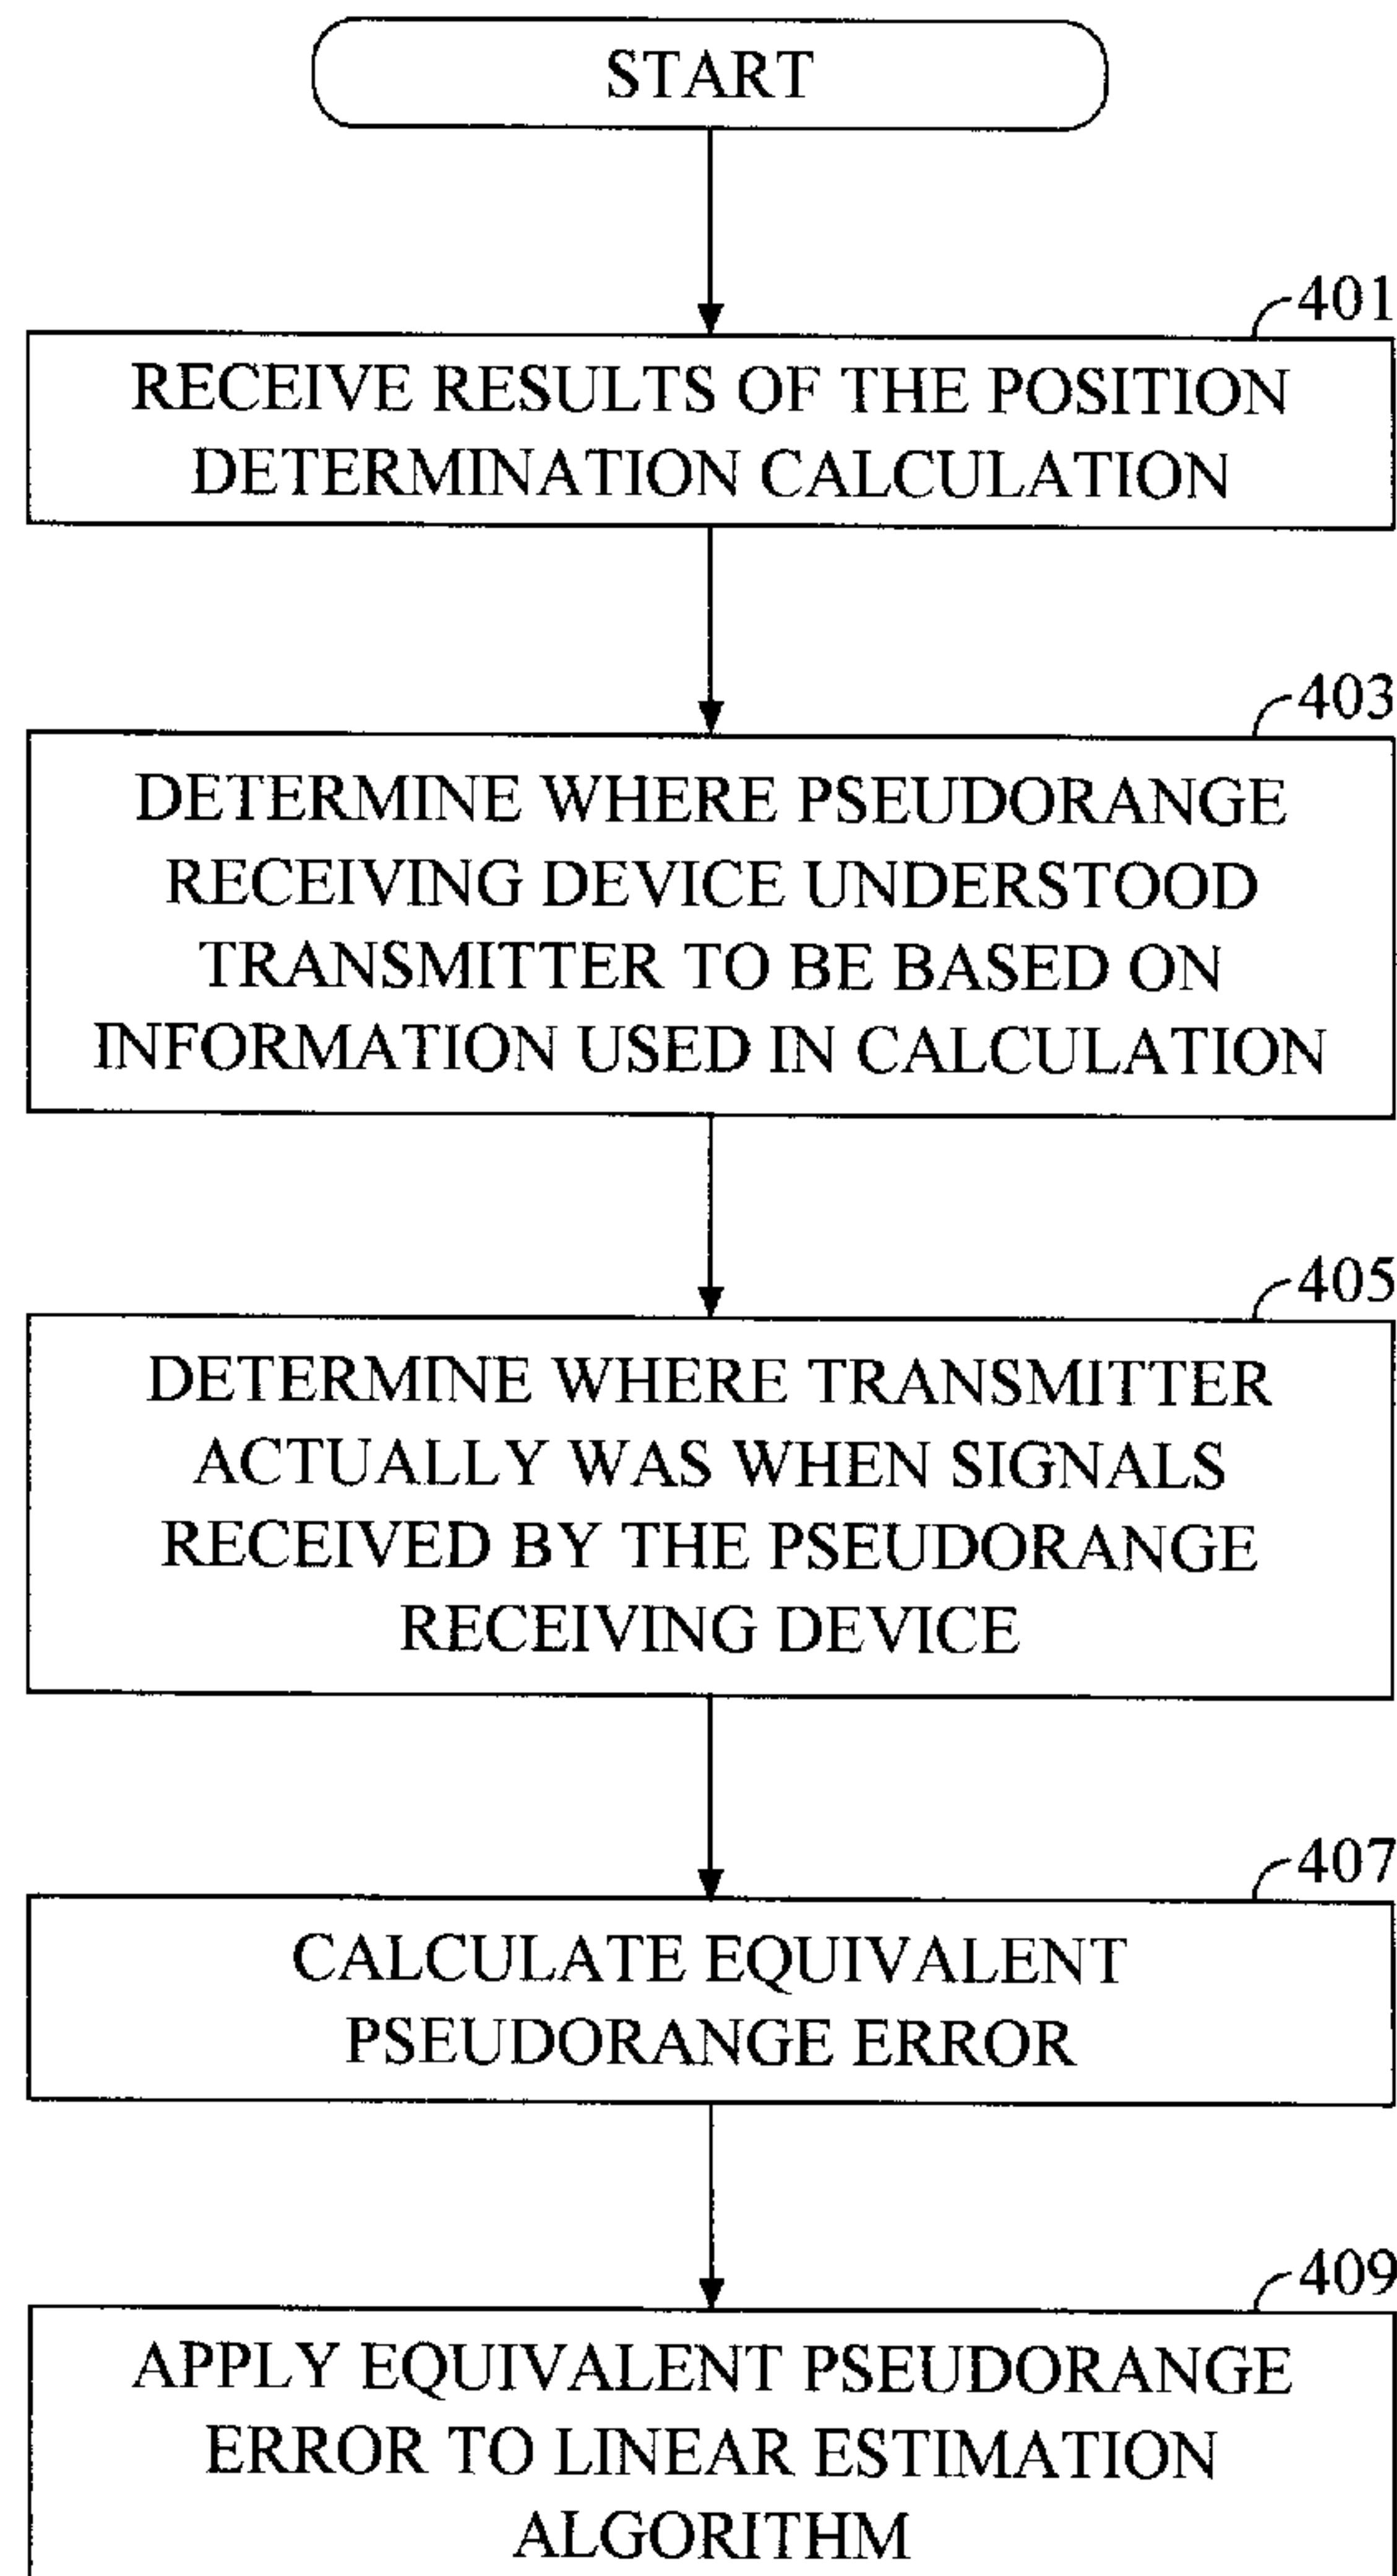 START
401
RECEIVE RESULTS OF THE POSITION
DETERMINATION CALCULATION
403
DETERMINE WHERE PSEUDORANGE
RECEIVING DEVICE UNDERSTOOD
TRANSMITTER TO BE BASED ON
INFORMATION USED IN CALCULATION
405
DETERMINE WHERE TRANSMITTER
ACTUALLY WAS WHEN SIGNALS
RECEIVED BY THE PSEUDORANGE
RECEIVING DEVICE
407
CALCULATE EQUIVALENT
PSEUDORANGE ERROR
409
APPLY EQUIVALENT PSEUDORANGE
ERROR TO LINEAR ESTIMATION
ALGORITHM